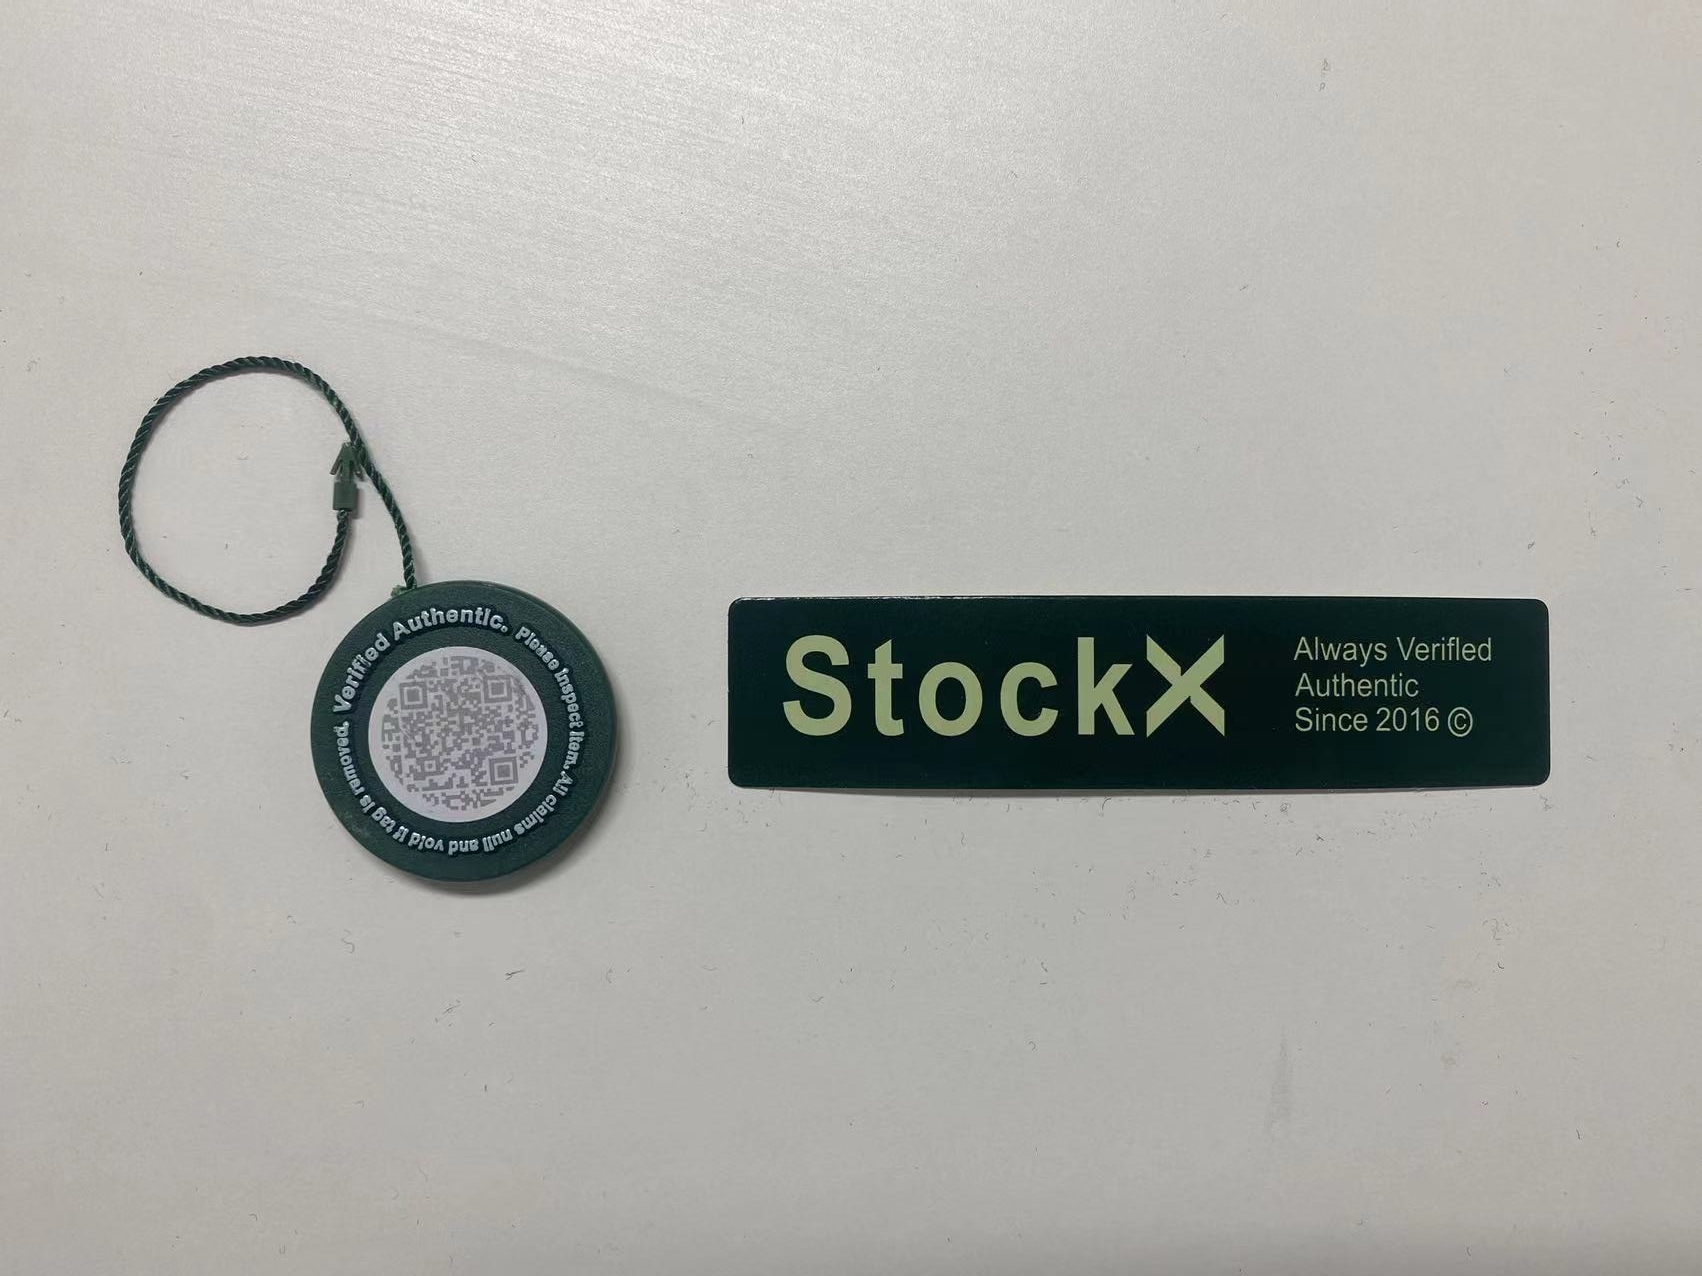 Verified Authentic. Please inspect item. All claims null and void if tag is removed.
StockX
Always Verified
Authentic
Since 2016 ©